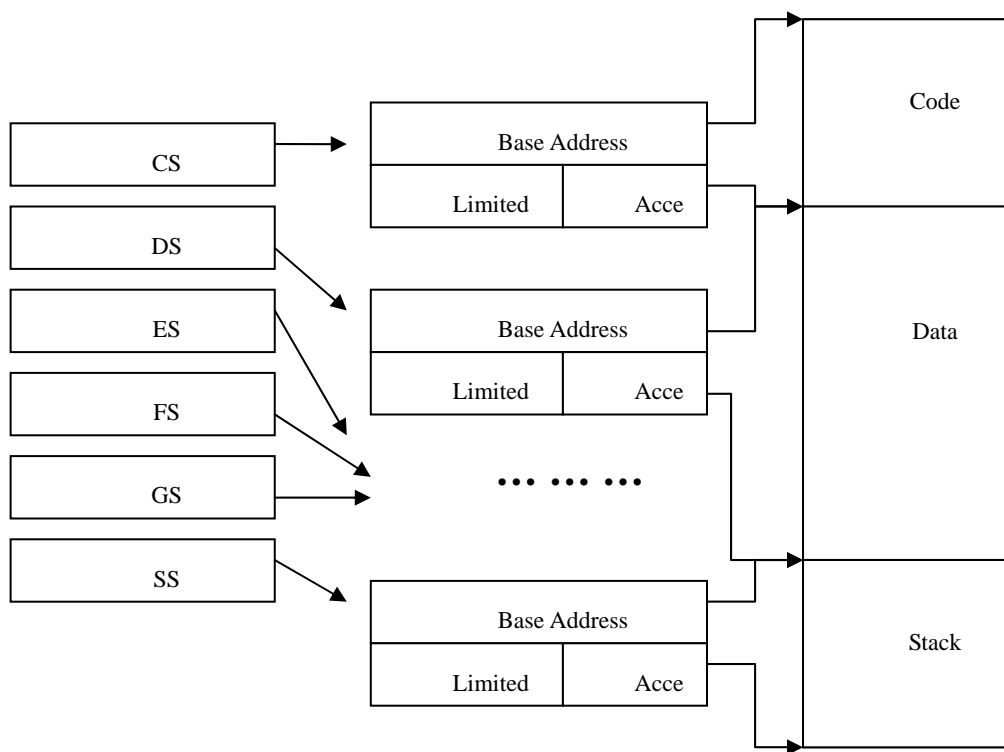 CS
DS
ES
FS
GS
SS
Base Address
Limited
Acce
Base Address
Limited
Acce
... ... ...
Base Address
Limited
Acce
Code
Data
Stack